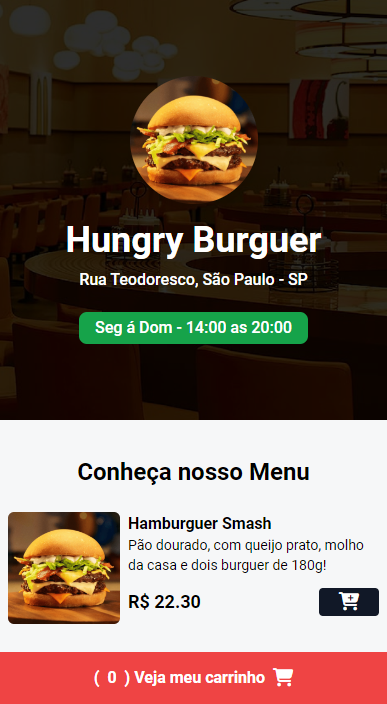 Hungry Burguer
Rua Teodoresco, São Paulo - SP
Seg á Dom - 14:00 as 20:00
Conheça nosso Menu
Hamburguer Smash
Pão dourado, com queijo prato, molho
da casa e dois burguer de 180g!
R$ 22.30
( 0 ) Veja meu carrinho